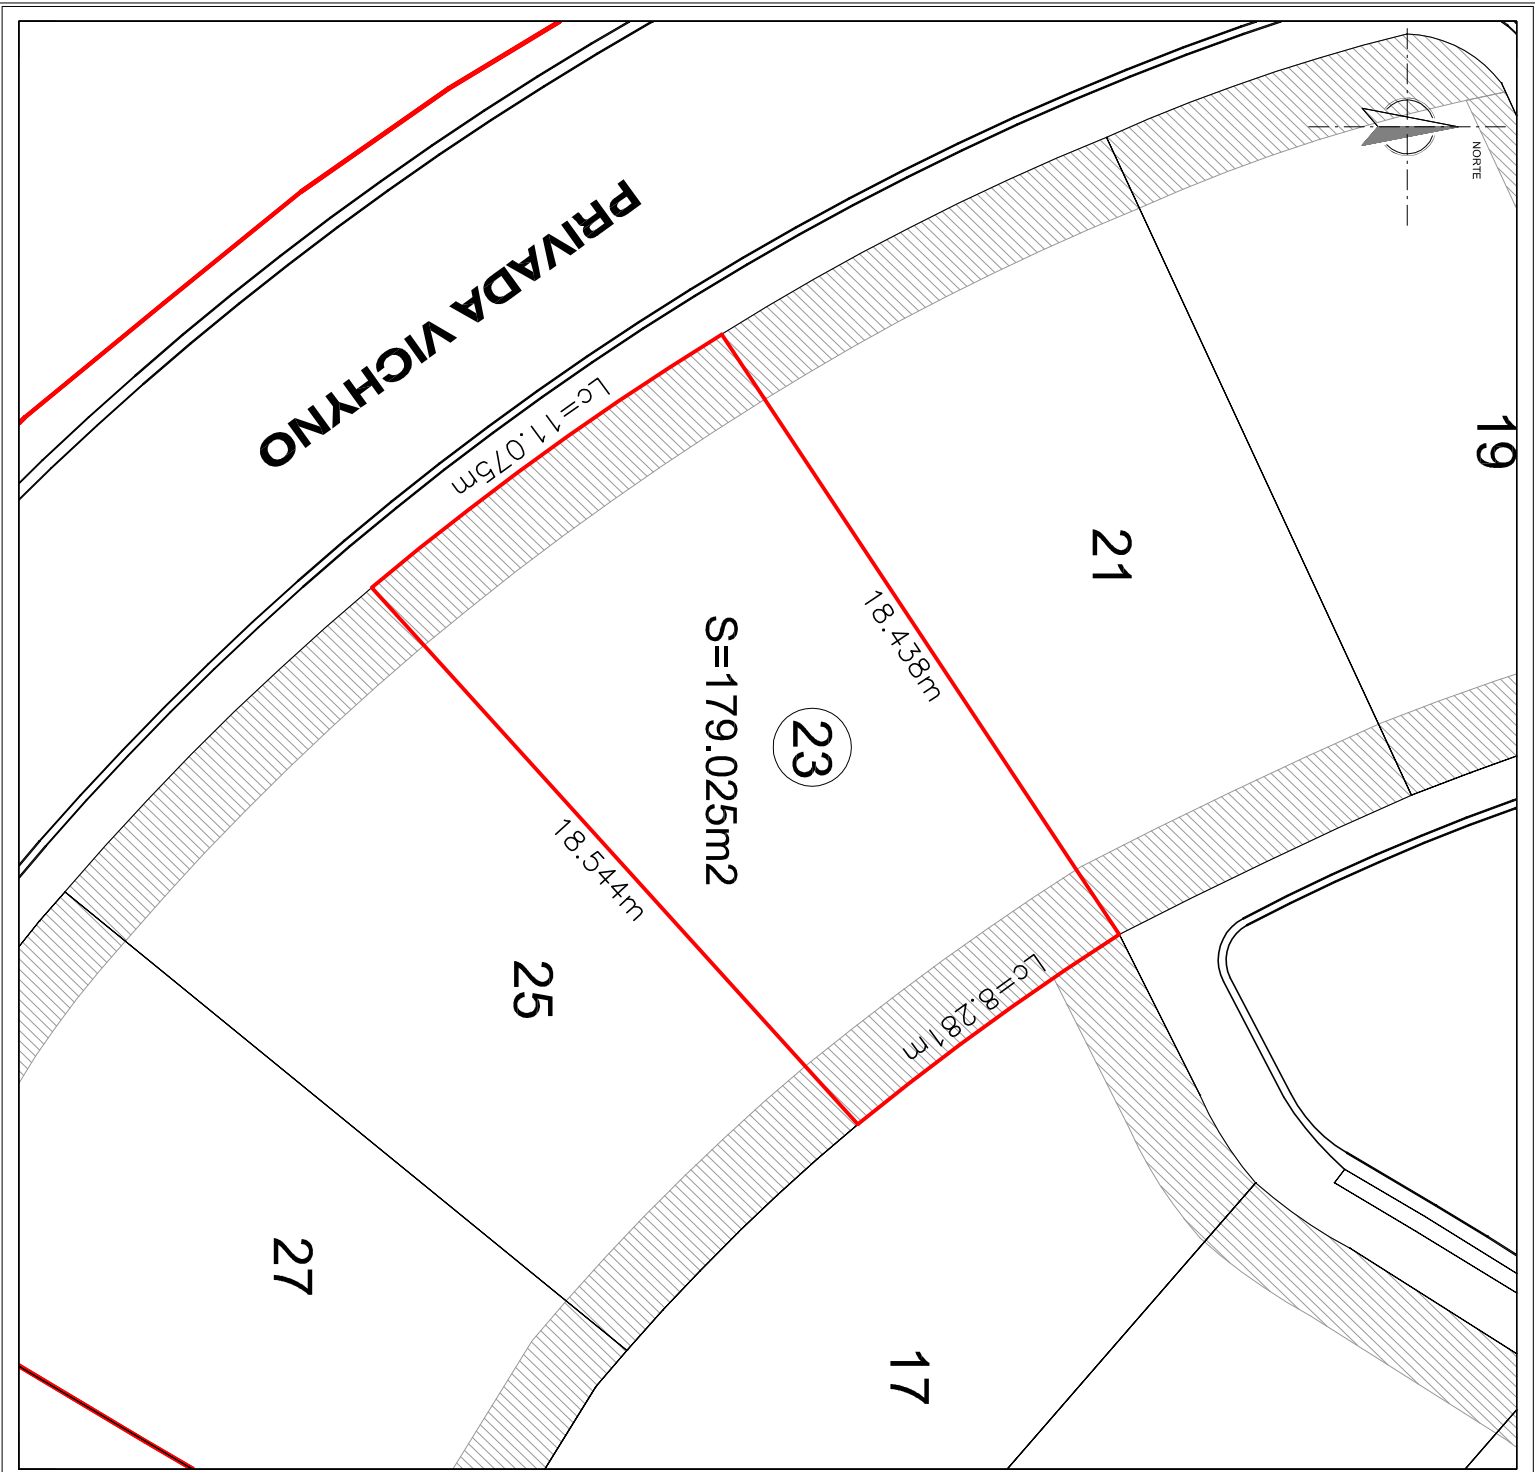 NORTE
PRIVADA VICHYNO
Lc=11.075m
19
21
18.438m
23
S=179.025m2
18.544m
Lc=8.281m
25
27
17